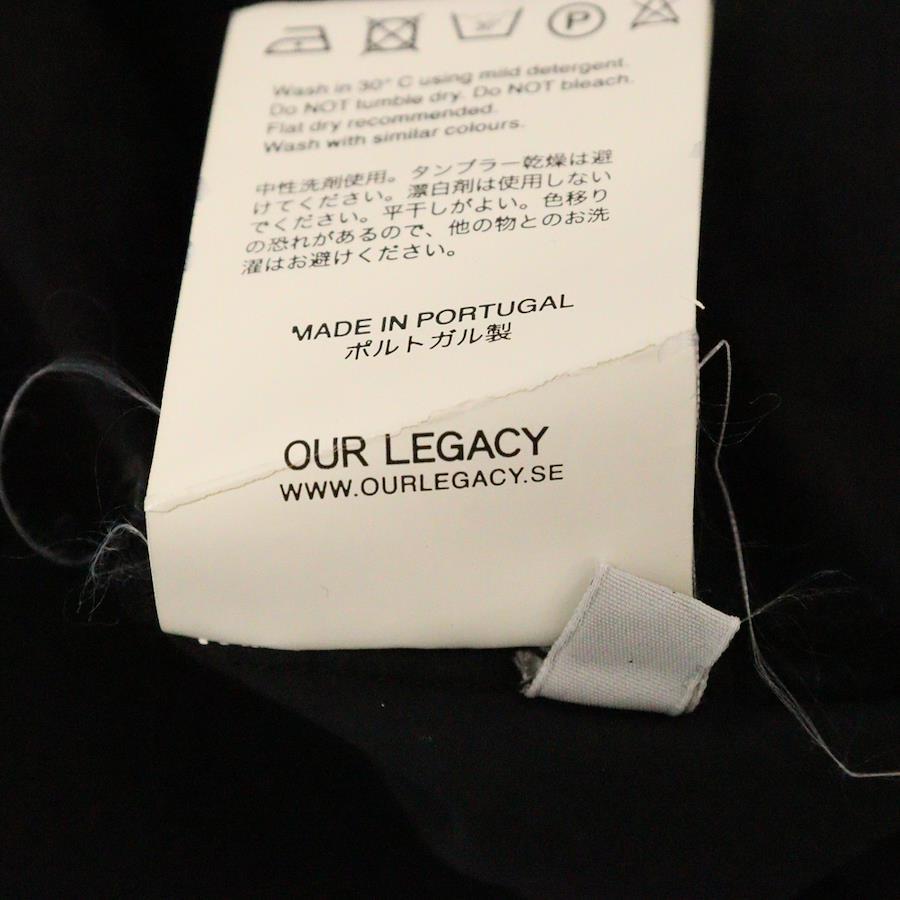 P
Wash in 30° C using mild detergent.
Do NOT tumble dry. Do NOT bleach.
Flat dry recommended.
Wash with similar colours.
中性洗剤使用。タンブラー乾燥は避
けてください。漂白剤は使用しない
でください。平干しがよい。色移り
の恐れがあるので、他の物とのお洗
濯はお避けください。
MADE IN PORTUGAL
ポルトガル製
OUR LEGACY
WWW.OURLEGACY.SE